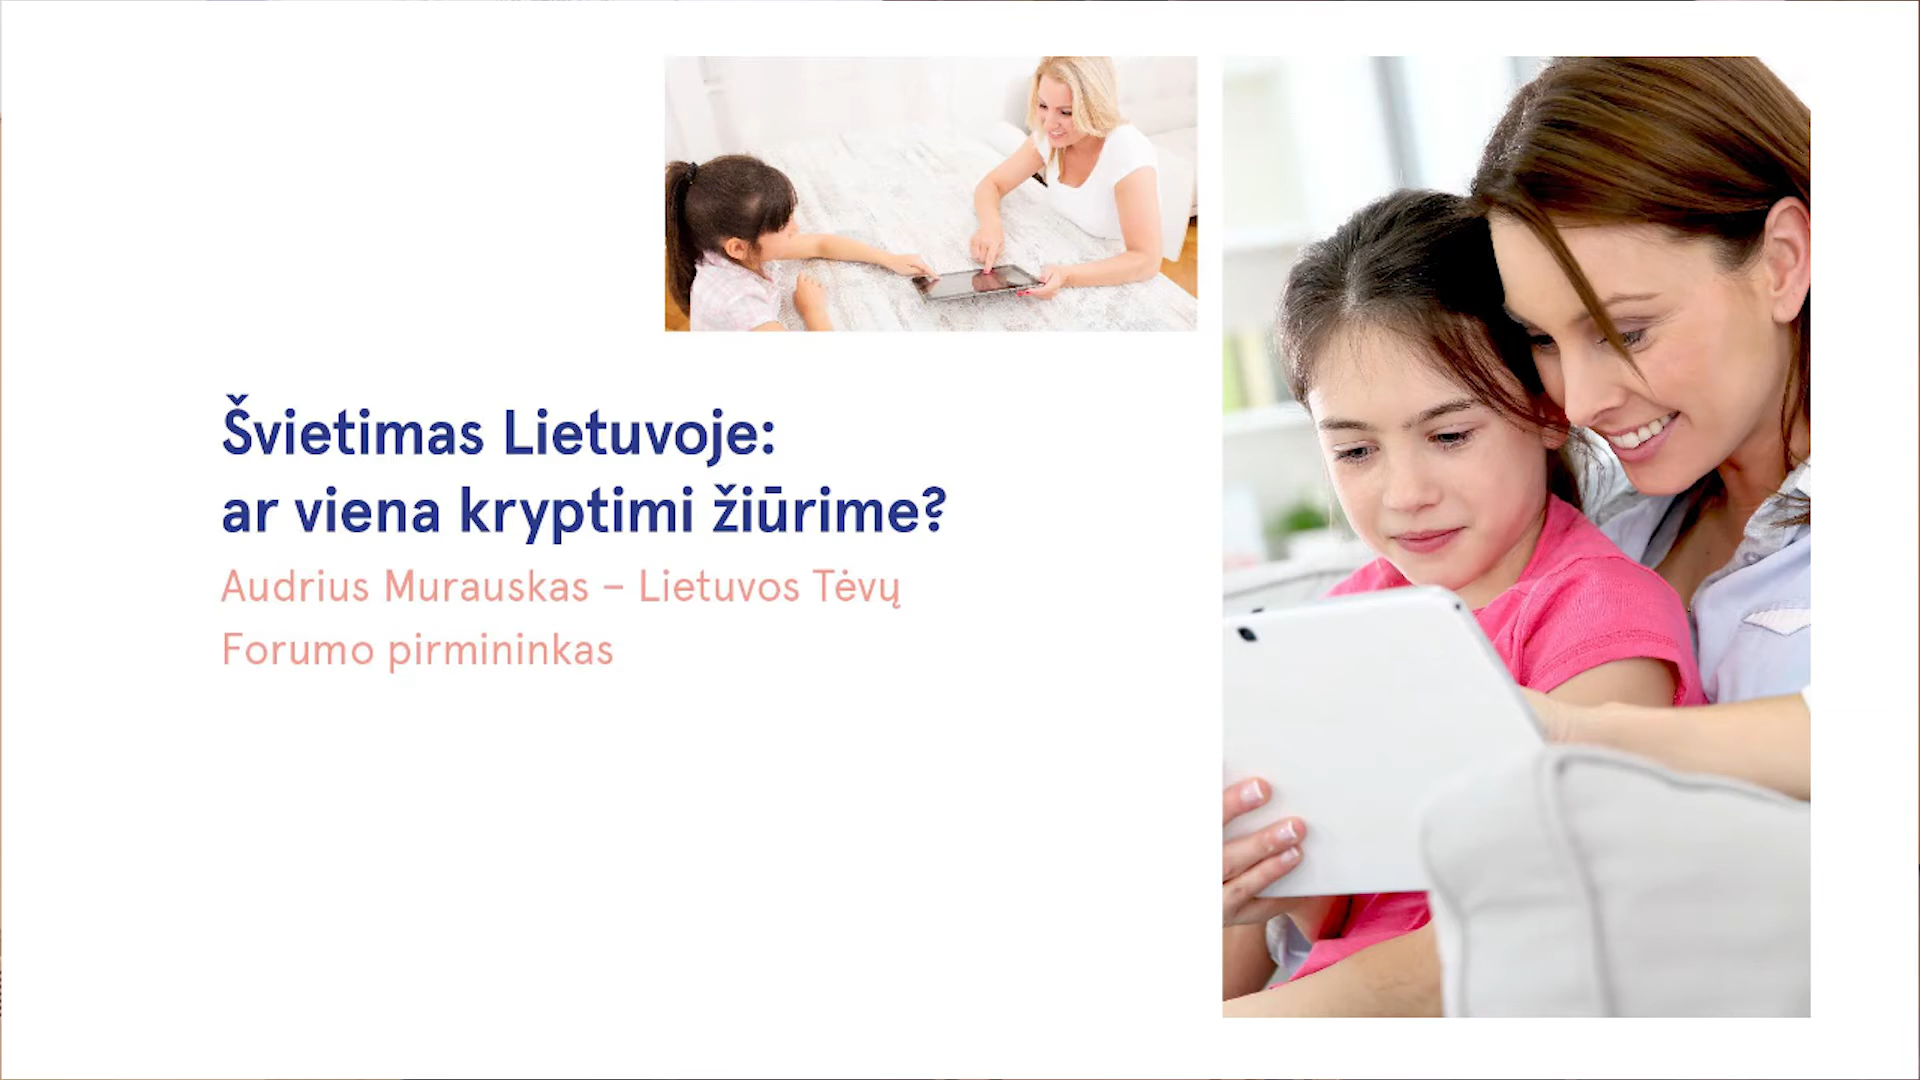 Švietimas Lietuvoje:
ar viena kryptimi žiūrime?
Audrius Murauskas – Lietuvos Tėvų
Forumo pirmininkas